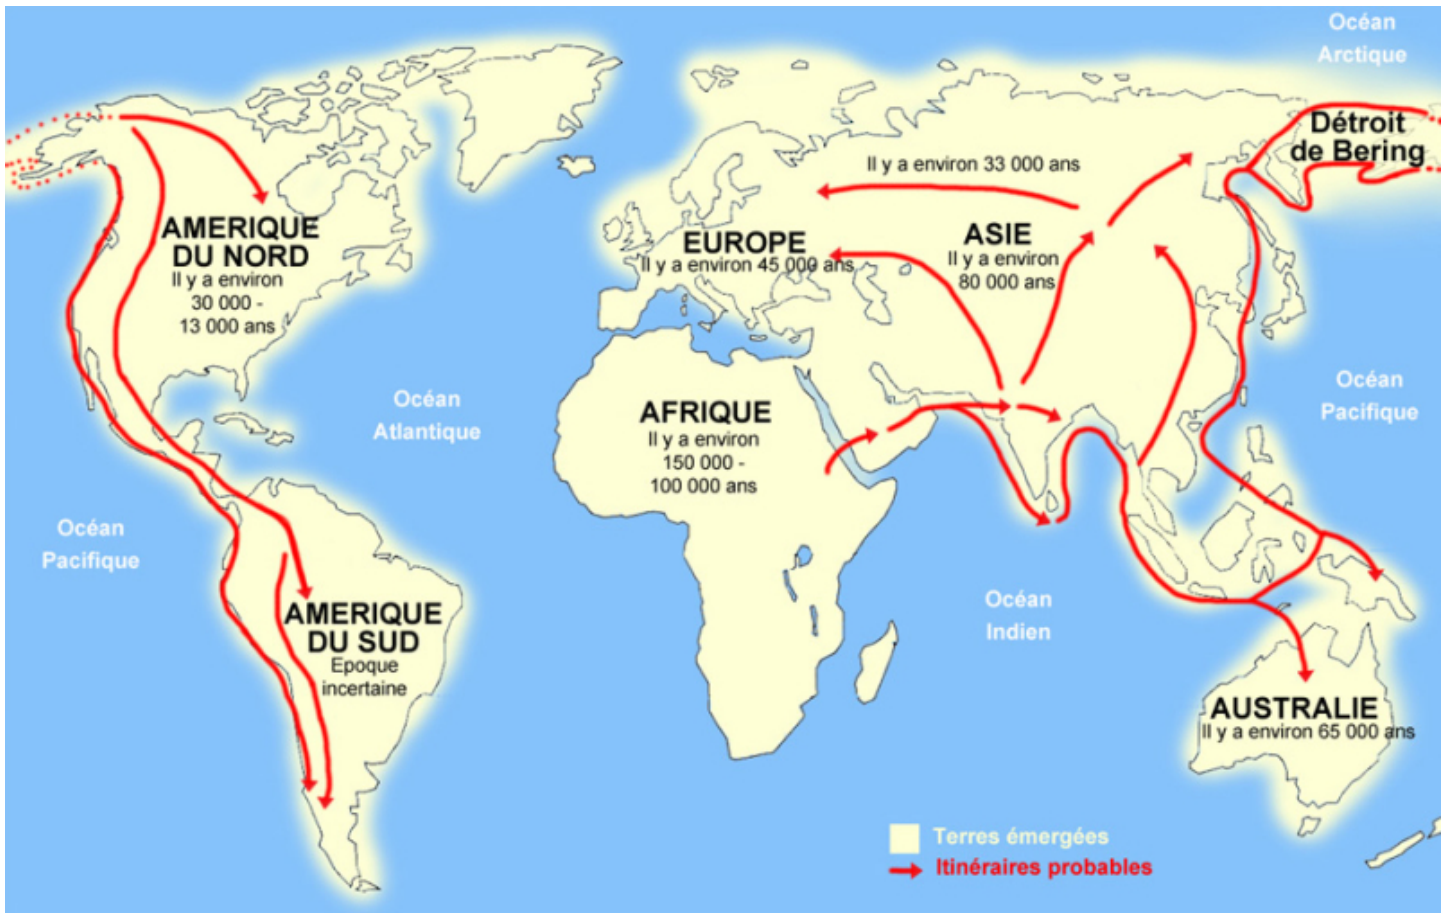 Océan
Arctique
Détroit
de Bering
Il y a environ 33 000 ans
AMERIQUE
DU NORD
Il y a environ
30 000 -
13 000 ans
EUROPE
Il y a environ 45 000 ans
ASIE
Il y a environ
80 000 ans
Océan
Atlantique
AFRIQUE
Il y a environ
150 000 -
100 000 ans
Océan
Pacifique
Océan
Pacifique
AMERIQUE
DU SUD
Epoque
incertaine
Océan
Indien
AUSTRALIE
Il y a environ 65 000 ans
Terres émergées
Itinéraires probables